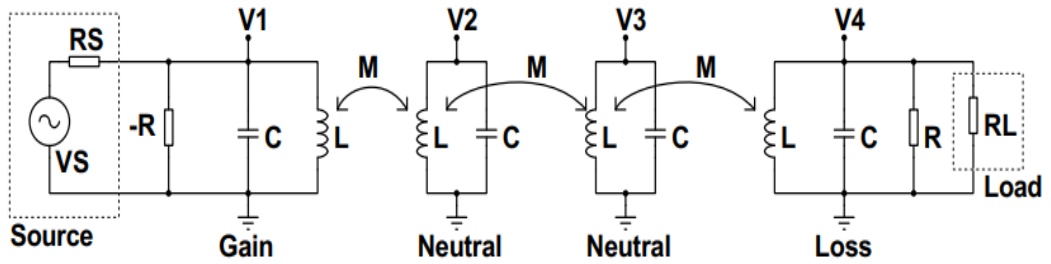 V1 V2 V3 V4
RS
M M M
-R C L L C L C L C R RL
VS
Load
Source Gain Neutral Neutral Loss